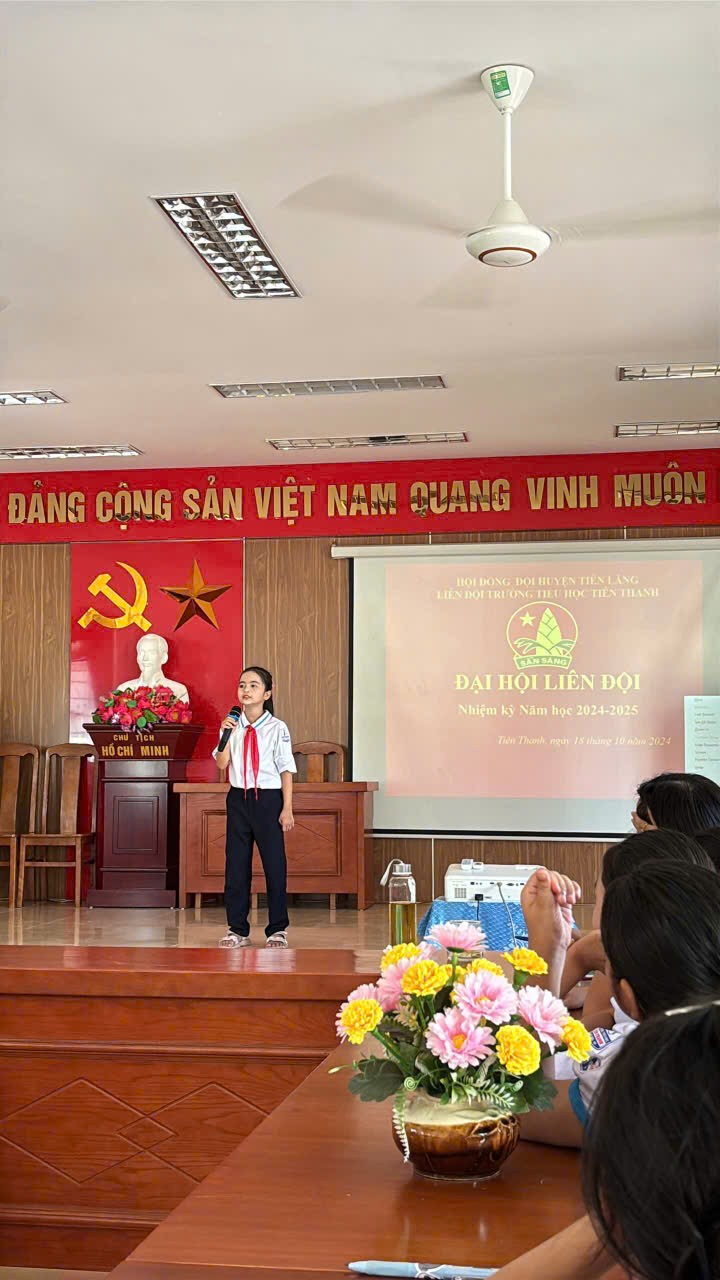 ĐẢNG CỘNG SẢN VIỆT NAM QUANG VINH MUÔN
HỘI ĐỒNG ĐỘI HUYỆN TIÊN LÃNG
LIÊN ĐỘI TRƯỜNG TIỂU HỌC TIÊN THANH
SẴN SÀNG
ĐẠI HỘI LIÊN ĐỘI
Nhiệm kỳ Năm học 2024-2025
Tiên Thanh, ngày 18 tháng 10 năm 2024
CHỦ TỊCH
HỒ CHÍ MINH